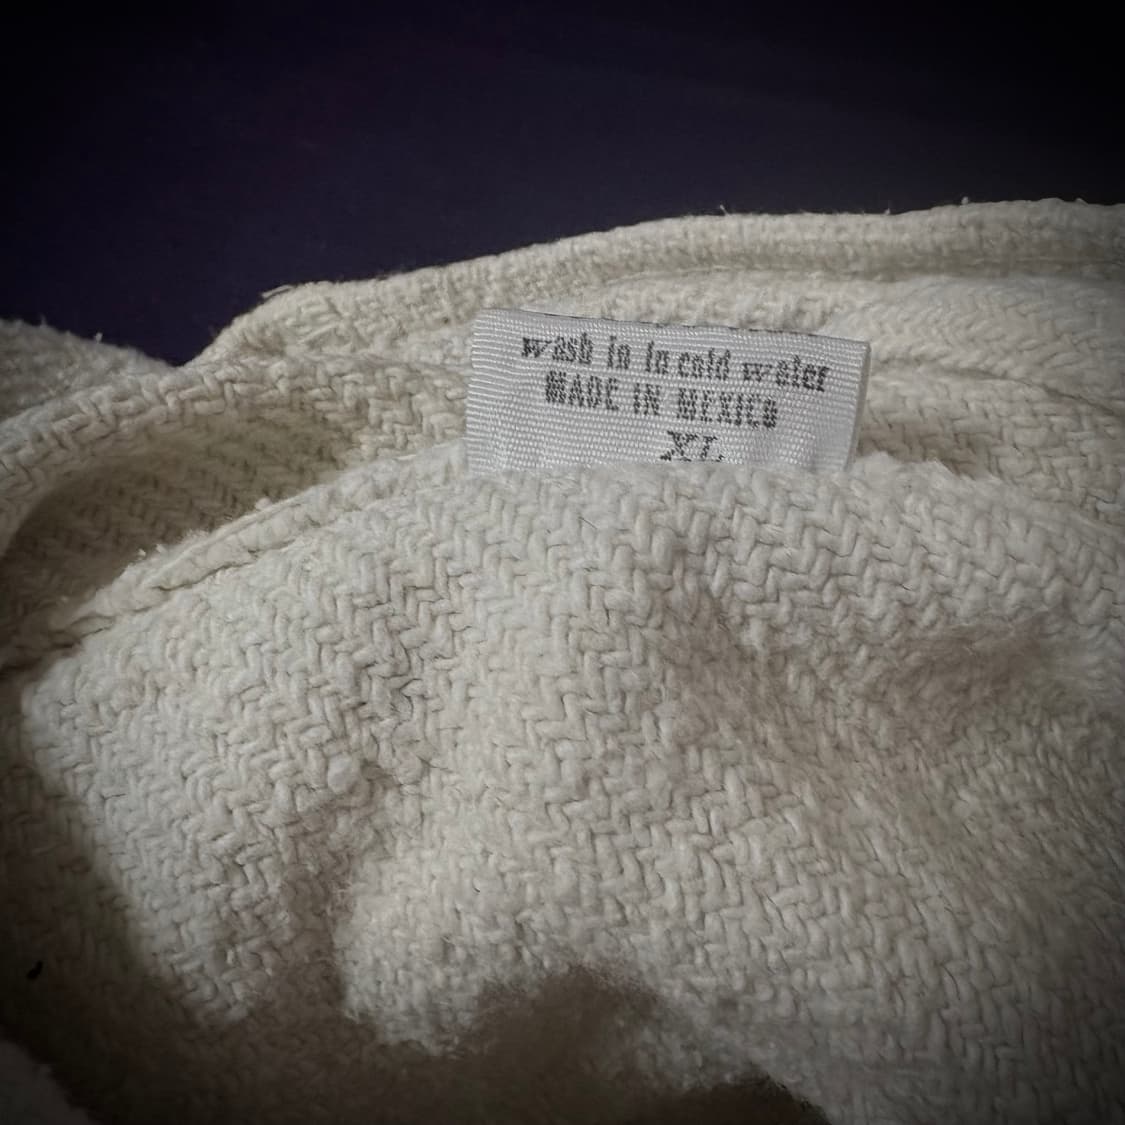 wash in in cold water
MADE IN MEXICO
XL